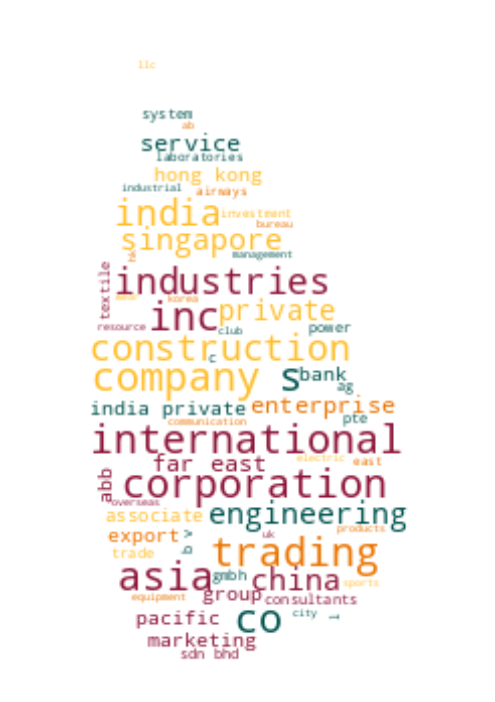 llc
system
ab
service
laboratories
hong kong
industrial airways
india investment
bureau
singapore
hk management
textile industries
korea
inc private
resource club power
construction
c
company s bank
ag
india private enterprise
pte
communication
international
far east electric east
abb corporation
overseas
associate engineering
export products
trade b v trading uk
asia gmbh china sports
equipment group consultants
pacific co city
marketing
sdn bhd